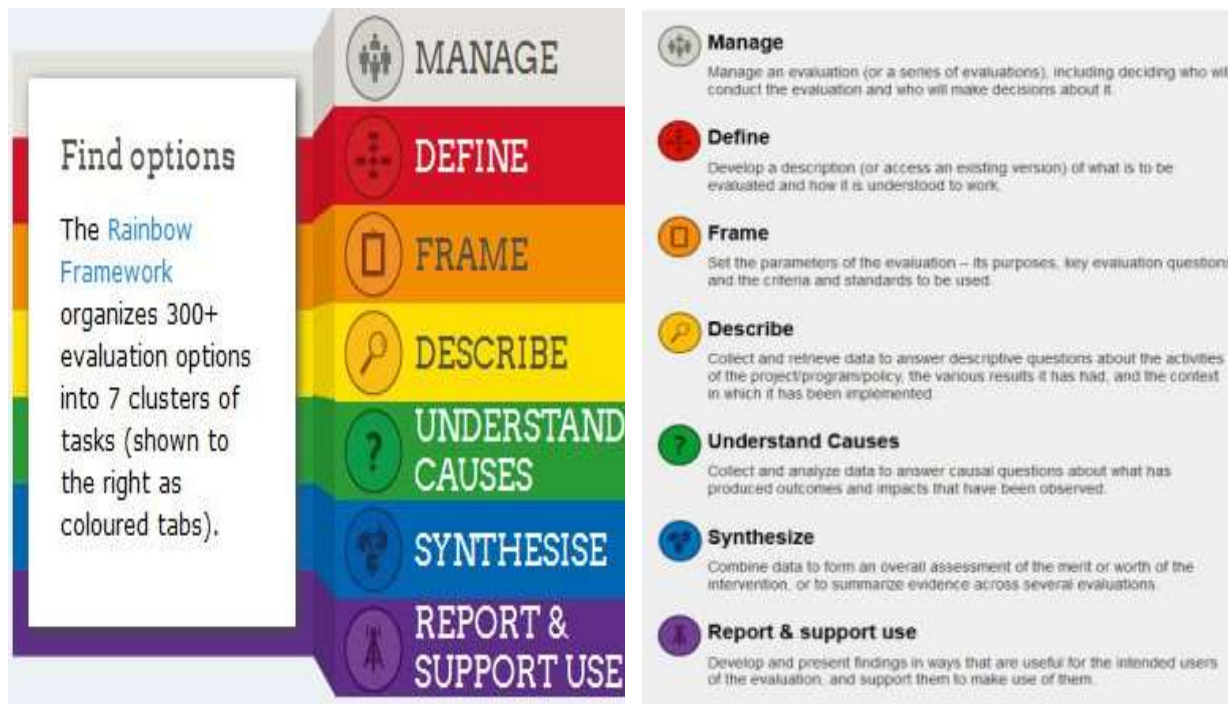 Find options
The Rainbow
Framework
organizes 300+
evaluation options
into 7 clusters of
tasks (shown to
the right as
coloured tabs).
MANAGE
DEFINE
FRAME
DESCRIBE
UNDERSTAND
CAUSES
SYNTHESISE
REPORT &
SUPPORT USE
Manage
Manage an evaluation (or a series of evaluations), including deciding who will
conduct the evaluation and who will make decisions about it.
Define
Develop a description (or access an existing version) of what is to be
evaluated and how it is understood to work.
Frame
Set the parameters of the evaluation – its purposes, key evaluation questions
and the criteria and standards to be used.
Describe
Collect and retrieve data to answer descriptive questions about the activities
of the project/program/policy, the various results it has had, and the context
in which it has been implemented.
Understand Causes
Collect and analyze data to answer causal questions about what has
produced outcomes and impacts that have been observed.
Synthesize
Combine data to form an overall assessment of the merit or worth of the
intervention, or to summarize evidence across several evaluations.
Report & support use
Develop and present findings in ways that are useful for the intended users
of the evaluation, and support them to make use of them.